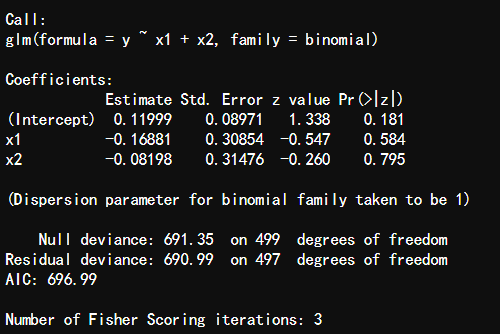 Call:
glm(formula = y ~ x1 + x2, family = binomial)
Coefficients:
Estimate Std. Error z value Pr(>|z|)
(Intercept) 0.11999 0.08971 1.338 0.181
x1 -0.16881 0.30854 -0.547 0.584
x2 -0.08198 0.31476 -0.260 0.795
(Dispersion parameter for binomial family taken to be 1)
Null deviance: 691.35 on 499 degrees of freedom
Residual deviance: 690.99 on 497 degrees of freedom
AIC: 696.99
Number of Fisher Scoring iterations: 3